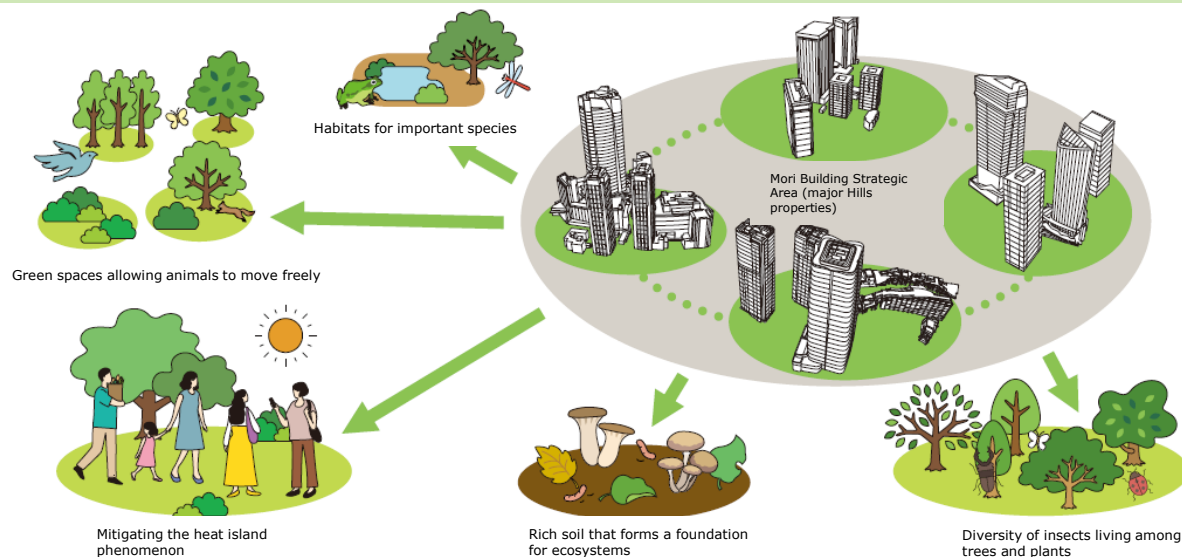 Habitats for important species
Mori Building Strategic
Area (major Hills
properties)
Green spaces allowing animals to move freely
Mitigating the heat island
phenomenon
Rich soil that forms a foundation
for ecosystems
Diversity of insects living among
trees and plants